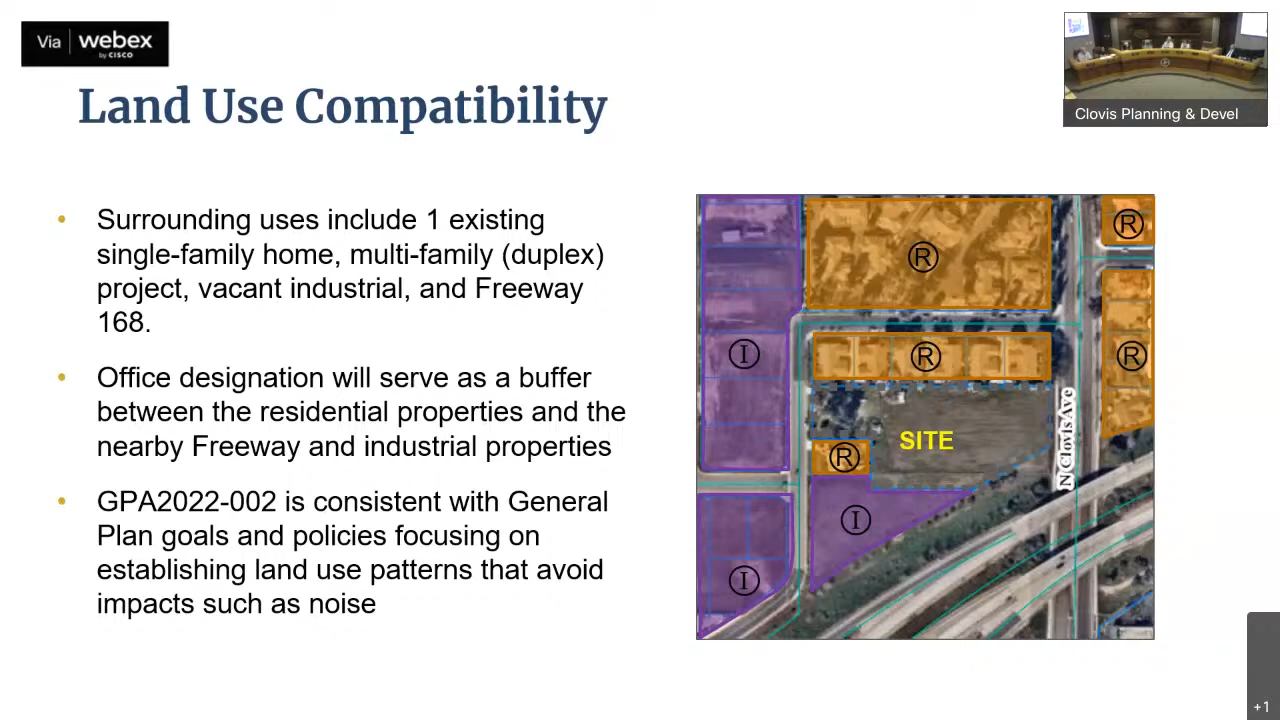 Via webex
by CISCO
Clovis Planning & Devel
Land Use Compatibility
• Surrounding uses include 1 existing
single-family home, multi-family (duplex)
project, vacant industrial, and Freeway
168.
• Office designation will serve as a buffer
between the residential properties and the
nearby Freeway and industrial properties
• GPA2022-002 is consistent with General
Plan goals and policies focusing on
establishing land use patterns that avoid
impacts such as noise
R
R
I
R
R
SITE
N Clovis Ave
R
I
I
+1